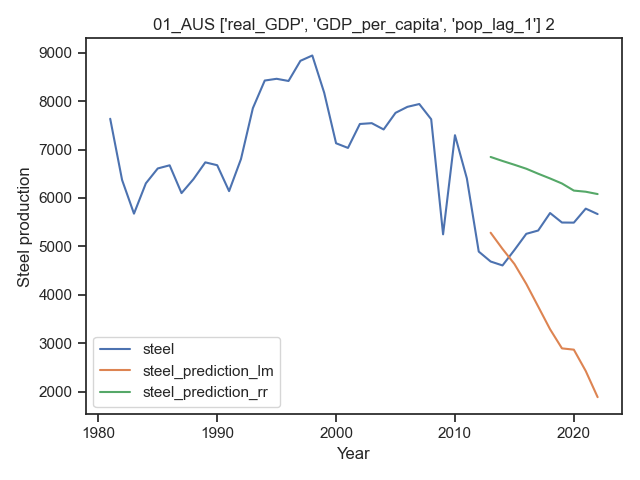 01_AUS ['real_GDP', 'GDP_per_capita', 'pop_lag_1'] 2
9000
8000
7000
6000
5000
4000
3000
2000
Steel production
steel
steel_prediction_lm
steel_prediction_rr
1980
1990
2000
2010
2020
Year